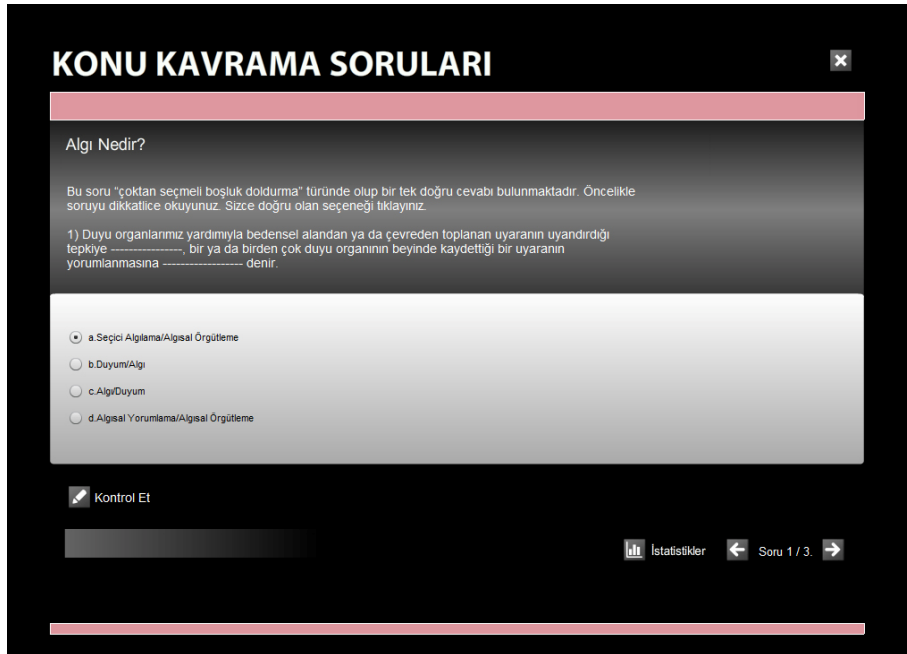 KONU KAVRAMA SORULARI
Algı Nedir?
Bu soru "çoktan seçmeli boşluk doldurma" türünde olup bir tek doğru cevabı bulunmaktadır. Öncelikle
soruyu dikkatlice okuyunuz. Sizce doğru olan seçeneği tıklayınız.
1) Duyu organlarımız yardımıyla bedensel alandan ya da çevreden toplanan uyaranın uyandırdığı
tepkiye ----------------, bir ya da birden çok duyu organının beyinde kaydettiği bir uyaranın
yorumlanmasına ------------------ denir.
a.Seçici Algılama/Algısal Örgütleme
b.Duyum/Algı
c.Algı/Duyum
d.Algısal Yorumlama/Algısal Örgütleme
Kontrol Et
İstatistikler
Soru 1 / 3.